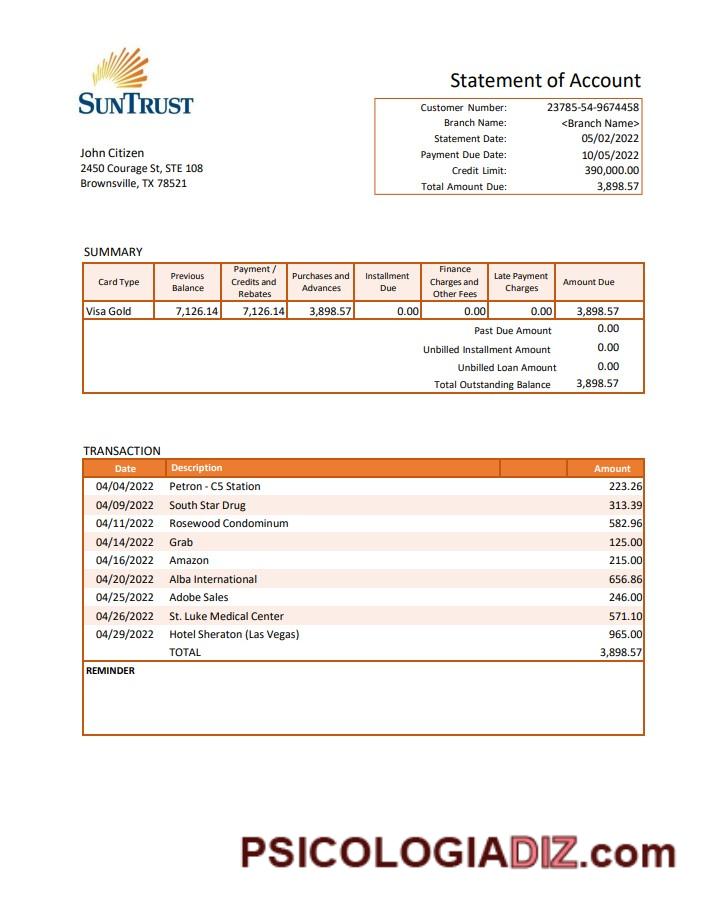 SUNTRUST
Statement of Account
Customer Number: 23785-54-9674458
Branch Name: <Branch Name>
Statement Date: 05/02/2022
Payment Due Date: 10/05/2022
Credit Limit: 390,000.00
Total Amount Due: 3,898.57
John Citizen
2450 Courage St, STE 108
Brownsville, TX 78521
SUMMARY
Card Type Previous Balance Payment / Credits and Rebates Purchases and Advances Installment Due Finance Charges and Other Fees Late Payment Charges Amount Due
Visa Gold 7,126.14 7,126.14 3,898.57 0.00 0.00 0.00 3,898.57
Past Due Amount 0.00
Unbilled Installment Amount 0.00
Unbilled Loan Amount 0.00
Total Outstanding Balance 3,898.57
TRANSACTION
Date Description Amount
04/04/2022 Petron - C5 Station 223.26
04/09/2022 South Star Drug 313.39
04/11/2022 Rosewood Condominum 582.96
04/14/2022 Grab 125.00
04/16/2022 Amazon 215.00
04/20/2022 Alba International 656.86
04/25/2022 Adobe Sales 246.00
04/26/2022 St. Luke Medical Center 571.10
04/29/2022 Hotel Sheraton (Las Vegas) 965.00
TOTAL 3,898.57
REMINDER
PSICOLOGIADIZ.com